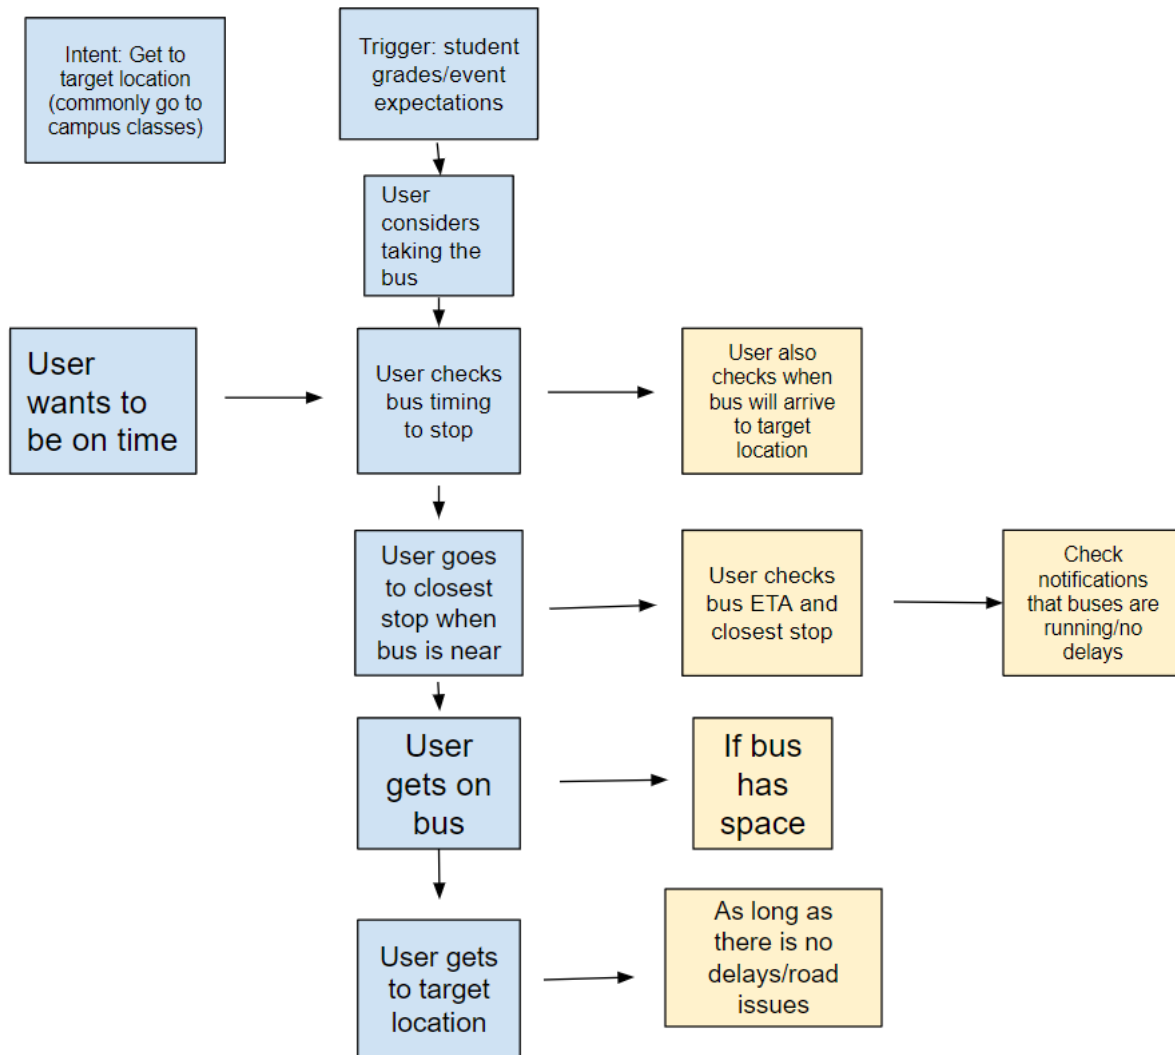 Intent: Get to
target location
(commonly go to
campus classes)
Trigger: student
grades/event
expectations
User
considers
taking the
bus
User
wants to
be on time
User checks
bus timing
to stop
User also
checks when
bus will arrive
to target
location
User goes
to closest
stop when
bus is near
User checks
bus ETA and
closest stop
Check
notifications
that buses are
running/no
delays
User
gets on
bus
If bus
has
space
User gets
to target
location
As long as
there is no
delays/road
issues